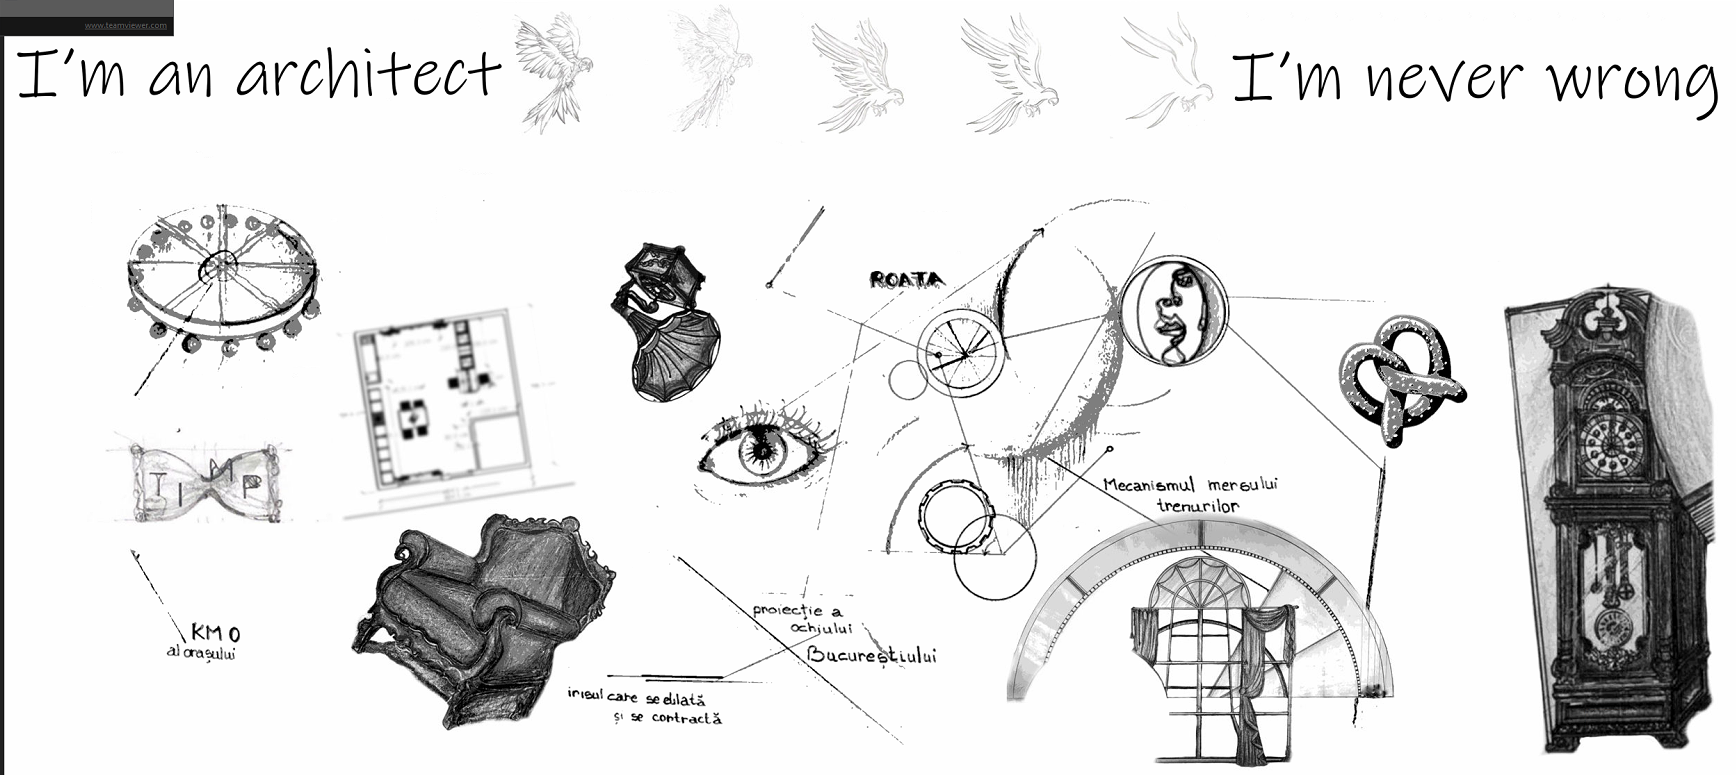 www.teamviewer.com
I'm an architect
I'm never wrong
ROATA
TIMP
Mecanismul mersului
trenurilor
KM 0
al orașului
proiecție a
ochiului
Bucureștiului
irisul care se dilată
și se contractă